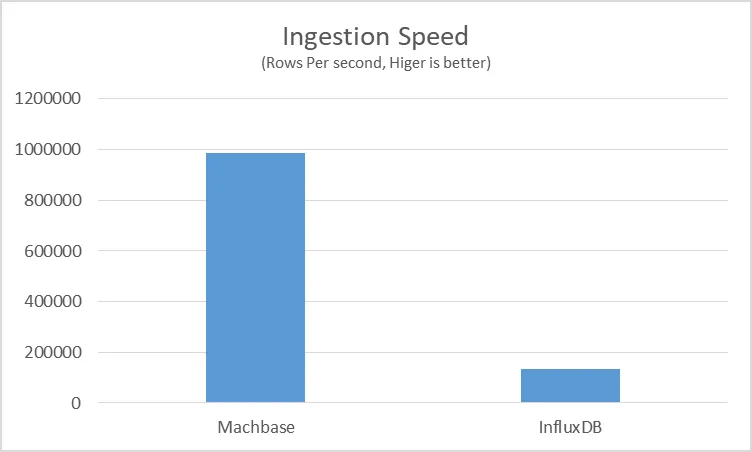 Ingestion Speed
(Rows Per second, Higer is better)
1200000
1000000
800000
600000
400000
200000
0
Machbase InfluxDB